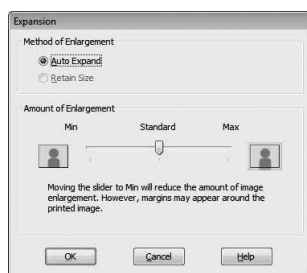 Expansion
Method of Enlargement
Auto Expand
Retain Size
Amount of Enlargement
Min Standard Max
Moving the slider to Min will reduce the amount of image
enlargement. However, margins may appear around the
printed image.
OK Cancel Help